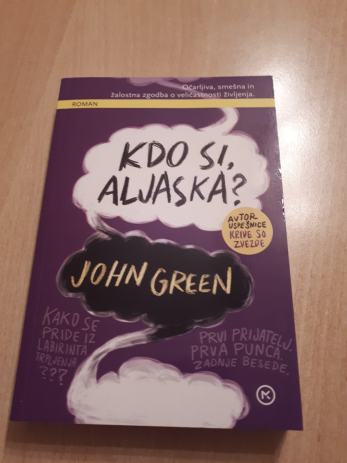 Očarljiva, smešna in
žalostna zgodba o veličastnosti življenja.
ROMAN
KDO SI,
ALJASKA?
AVTOR
USPEŠNICE
KRIVE SO
ZVEZDE
JOHN GREEN
KAKO SE
PRIDE IZ
LABIRINTA
TRPLJENJA
???
PRVI PRIJATELJ.
PRVA PUNCA.
ZADNJE BESEDE.
M